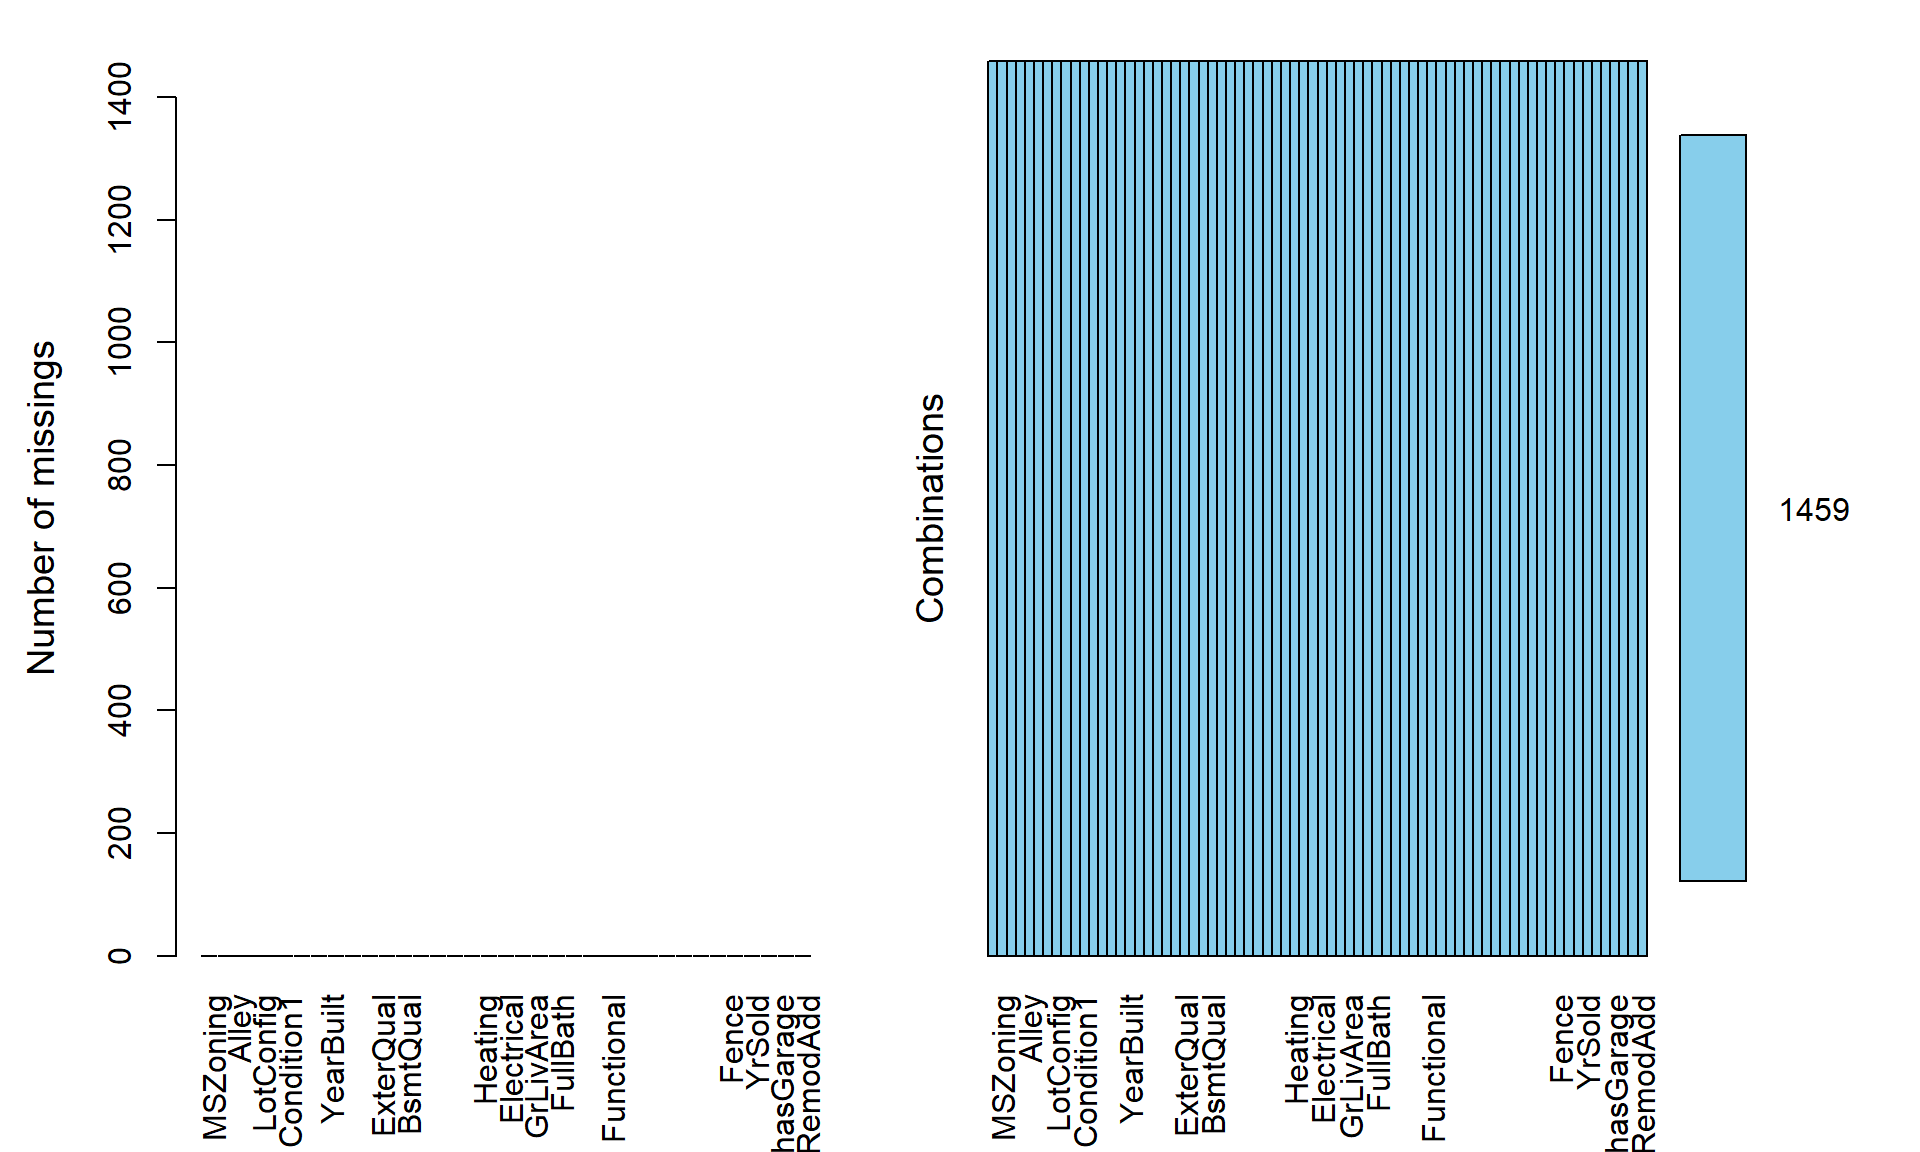 Number of missings
1400
1200
1000
800
600
400
200
0
MSZoning
Alley
LotConfig
Condition1
YearBuilt
ExterQual
BsmtQual
Heating
Electrical
GrLivArea
FullBath
Functional
Fence
YrSold
hasGarage
RemodAdd
Combinations
1459
MSZoning
Alley
LotConfig
Condition1
YearBuilt
ExterQual
BsmtQual
Heating
Electrical
GrLivArea
FullBath
Functional
Fence
YrSold
hasGarage
RemodAdd